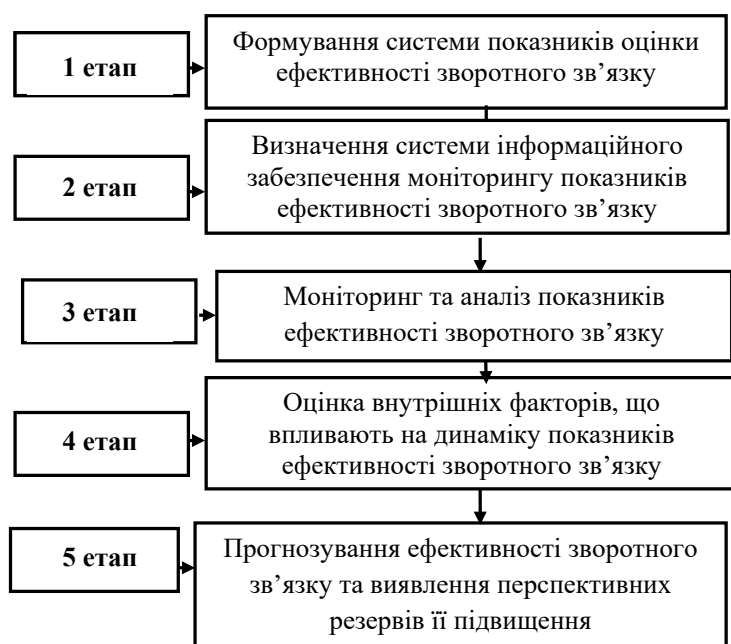 1 етап
Формування системи показників оцінки
ефективності зворотного зв’язку
2 етап
Визначення системи інформаційного
забезпечення моніторингу показників
ефективності зворотного зв’язку
3 етап
Моніторинг та аналіз показників
ефективності зворотного зв’язку
4 етап
Оцінка внутрішніх факторів, що
впливають на динаміку показників
ефективності зворотного зв’язку
5 етап
Прогнозування ефективності зворотного
зв’язку та виявлення перспективних
резервів її підвищення